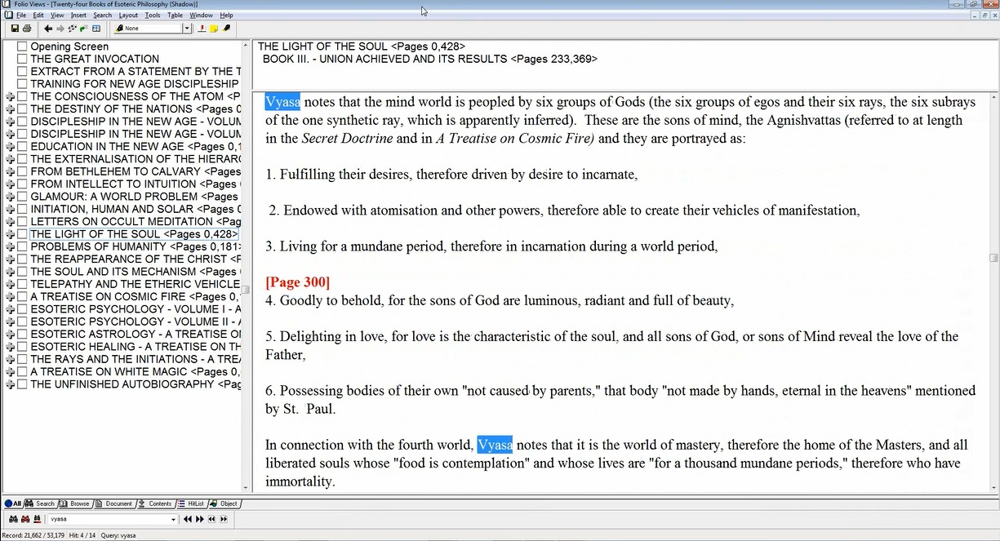 Folio Views - [Twenty-four Books of Esoteric Philosophy (Shadow)]
File Edit View Insert Search Layout Tools Table Window Help
None
Opening Screen
THE GREAT INVOCATION
EXTRACT FROM A STATEMENT BY THE T
TRAINING FOR NEW AGE DISCIPLESHIP
THE CONSCIOUSNESS OF THE ATOM <P
THE DESTINY OF THE NATIONS <Pages 0
DISCIPLESHIP IN THE NEW AGE - VOLUM
DISCIPLESHIP IN THE NEW AGE - VOLUM
EDUCATION IN THE NEW AGE <Pages 0,1
THE EXTERNALISATION OF THE HIERARC
FROM BETHLEHEM TO CALVARY <Pages
FROM INTELLECT TO INTUITION <Pages
GLAMOUR: A WORLD PROBLEM <Pages
INITIATION, HUMAN AND SOLAR <Pages 0
LETTERS ON OCCULT MEDITATION <Pag
THE LIGHT OF THE SOUL <Pages 0,428>
PROBLEMS OF HUMANITY <Pages 0,181>
THE REAPPEARANCE OF THE CHRIST <F
THE SOUL AND ITS MECHANISM <Pages
TELEPATHY AND THE ETHERIC VEHICLE
A TREATISE ON COSMIC FIRE <Pages 0,
ESOTERIC PSYCHOLOGY - VOLUME I - A
ESOTERIC PSYCHOLOGY - VOLUME II - A
ESOTERIC ASTROLOGY - A TREATISE OI
ESOTERIC HEALING - A TREATISE ON TH
THE RAYS AND THE INITIATIONS - A TREA
A TREATISE ON WHITE MAGIC <Pages 0,
THE UNFINISHED AUTOBIOGRAPHY <Pag
THE LIGHT OF THE SOUL <Pages 0,428>
BOOK III. - UNION ACHIEVED AND ITS RESULTS <Pages 233,369>
Vyasa notes that the mind world is peopled by six groups of Gods (the six groups of egos and their six rays, the six subrays
of the one synthetic ray, which is apparently inferred). These are the sons of mind, the Agnishvattas (referred to at length
in the Secret Doctrine and in A Treatise on Cosmic Fire) and they are portrayed as:
1. Fulfilling their desires, therefore driven by desire to incarnate,
2. Endowed with atomisation and other powers, therefore able to create their vehicles of manifestation,
3. Living for a mundane period, therefore in incarnation during a world period,
[Page 300]
4. Goodly to behold, for the sons of God are luminous, radiant and full of beauty,
5. Delighting in love, for love is the characteristic of the soul, and all sons of God, or sons of Mind reveal the love of the
Father,
6. Possessing bodies of their own "not caused by parents," that body "not made by hands, eternal in the heavens" mentioned
by St. Paul.
In connection with the fourth world, Vyasa notes that it is the world of mastery, therefore the home of the Masters, and all
liberated souls whose "food is contemplation" and whose lives are "for a thousand mundane periods," therefore who have
immortality.
All Search Browse Document Contents HitList Object
vyasa
Record: 21,662 / 53,179 Hit: 4 / 14 Query: vyasa